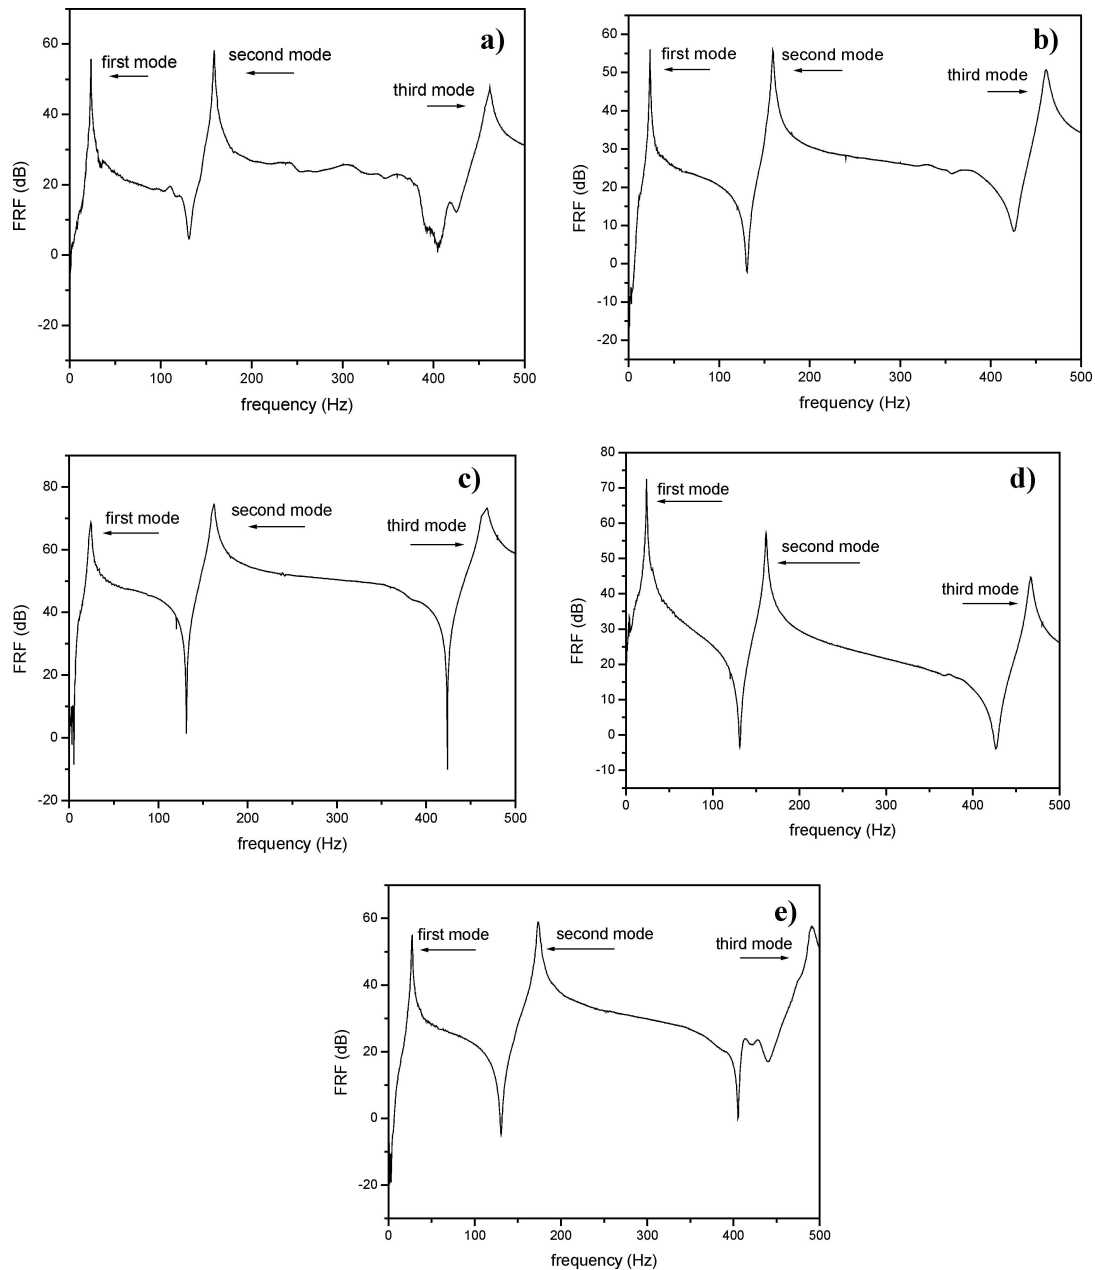 a)
60
40
20
0
-20
first mode
second mode
third mode
FRF (dB)
0 100 200 300 400 500
frequency (Hz)
b)
60
50
40
30
20
10
0
-10
-20
first mode
second mode
third mode
FRF (dB)
0 100 200 300 400 500
frequency (Hz)
c)
80
60
40
20
0
-20
first mode
second mode
third mode
FRF (dB)
0 100 200 300 400 500
frequency (Hz)
d)
80
70
60
50
40
30
20
10
0
-10
first mode
second mode
third mode
FRF (dB)
0 100 200 300 400 500
frequency (Hz)
e)
60
40
20
0
-20
first mode
second mode
third mode
FRF (dB)
0 100 200 300 400 500
frequency (Hz)